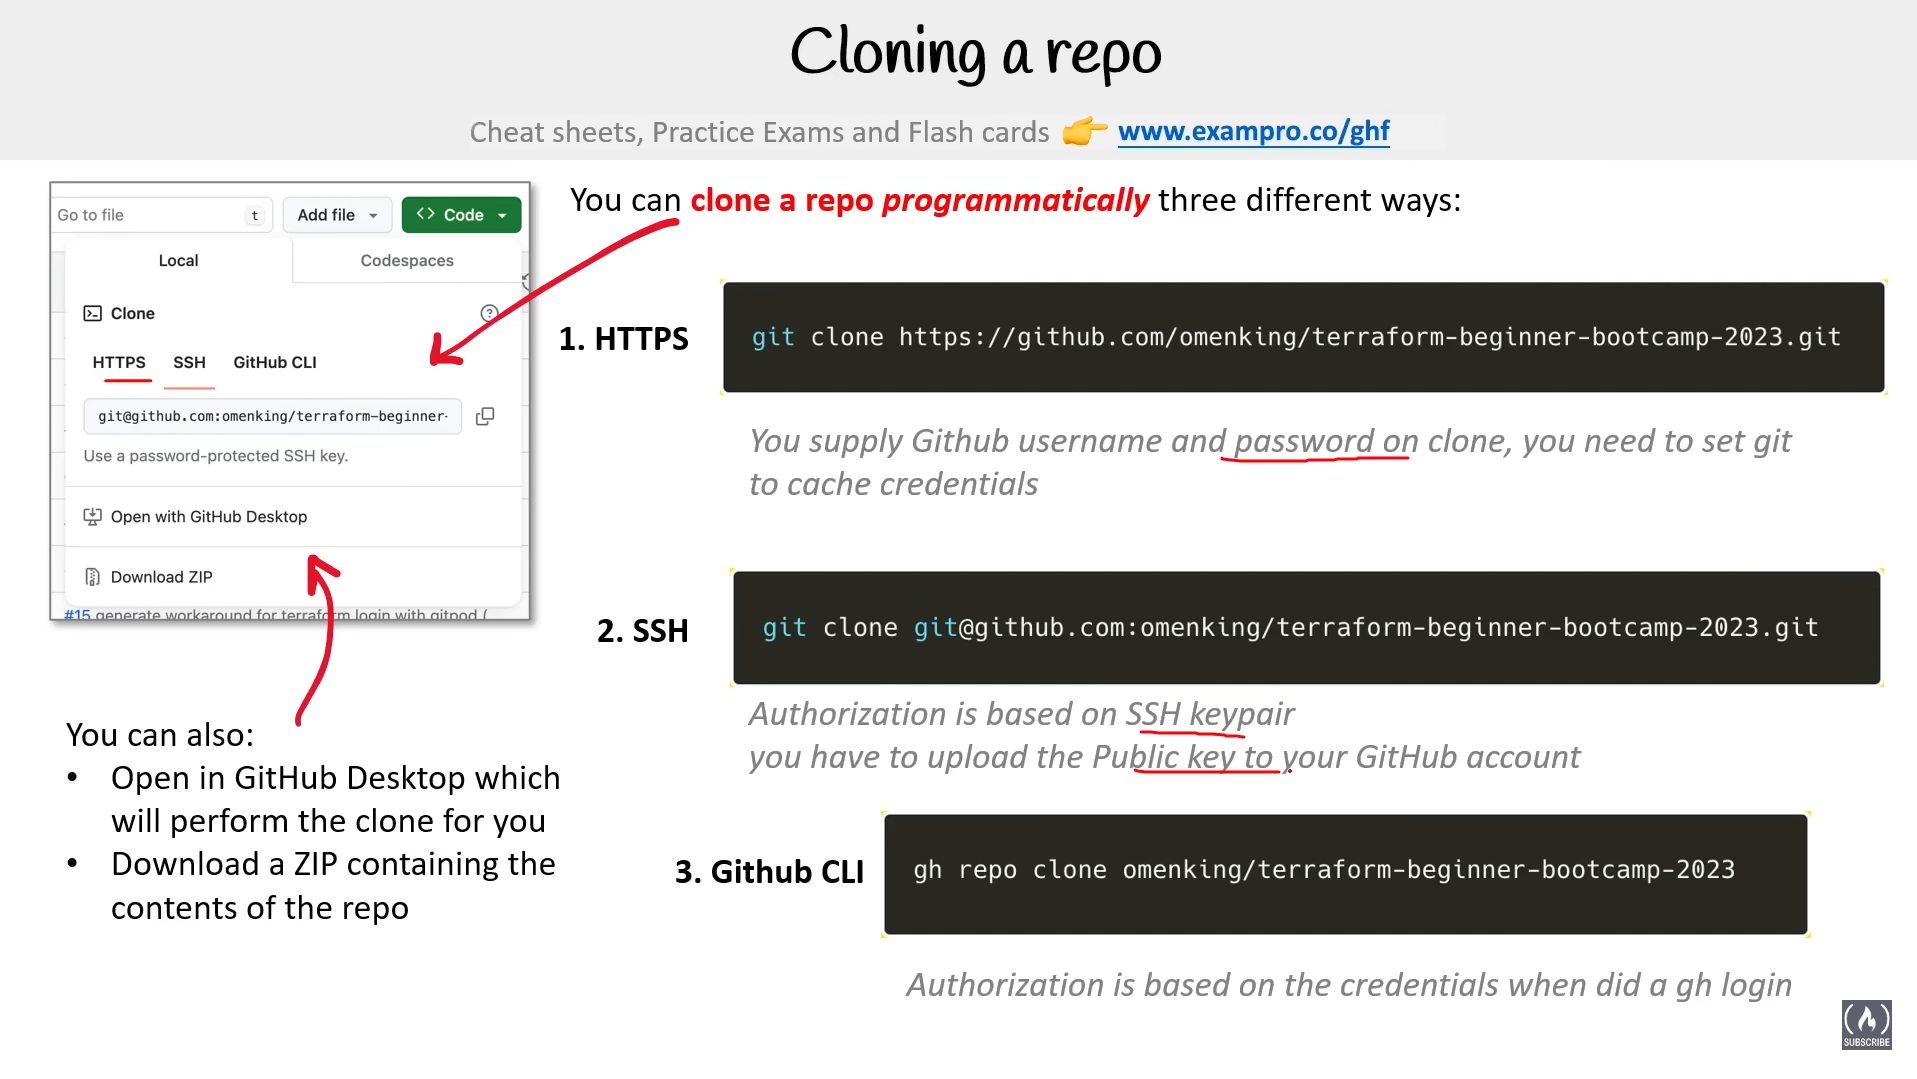 Cloning a repo
Cheat sheets, Practice Exams and Flash cards 👉 www.exampro.co/ghf
Go to file
t
Add file
<> Code
Local
Codespaces
Clone
?
HTTPS
SSH
GitHub CLI
git@github.com:omenking/terraform-beginner-
Use a password-protected SSH key.
Open with GitHub Desktop
Download ZIP
#15 generate workaround for terraform login with gitpod (
You can also:
• Open in GitHub Desktop which
will perform the clone for you
• Download a ZIP containing the
contents of the repo
You can clone a repo programmatically three different ways:
1. HTTPS
git clone https://github.com/omenking/terraform-beginner-bootcamp-2023.git
You supply Github username and password on clone, you need to set git
to cache credentials
2. SSH
git clone git@github.com:omenking/terraform-beginner-bootcamp-2023.git
Authorization is based on SSH keypair
you have to upload the Public key to your GitHub account
3. Github CLI
gh repo clone omenking/terraform-beginner-bootcamp-2023
Authorization is based on the credentials when did a gh login
SUBSCRIBE